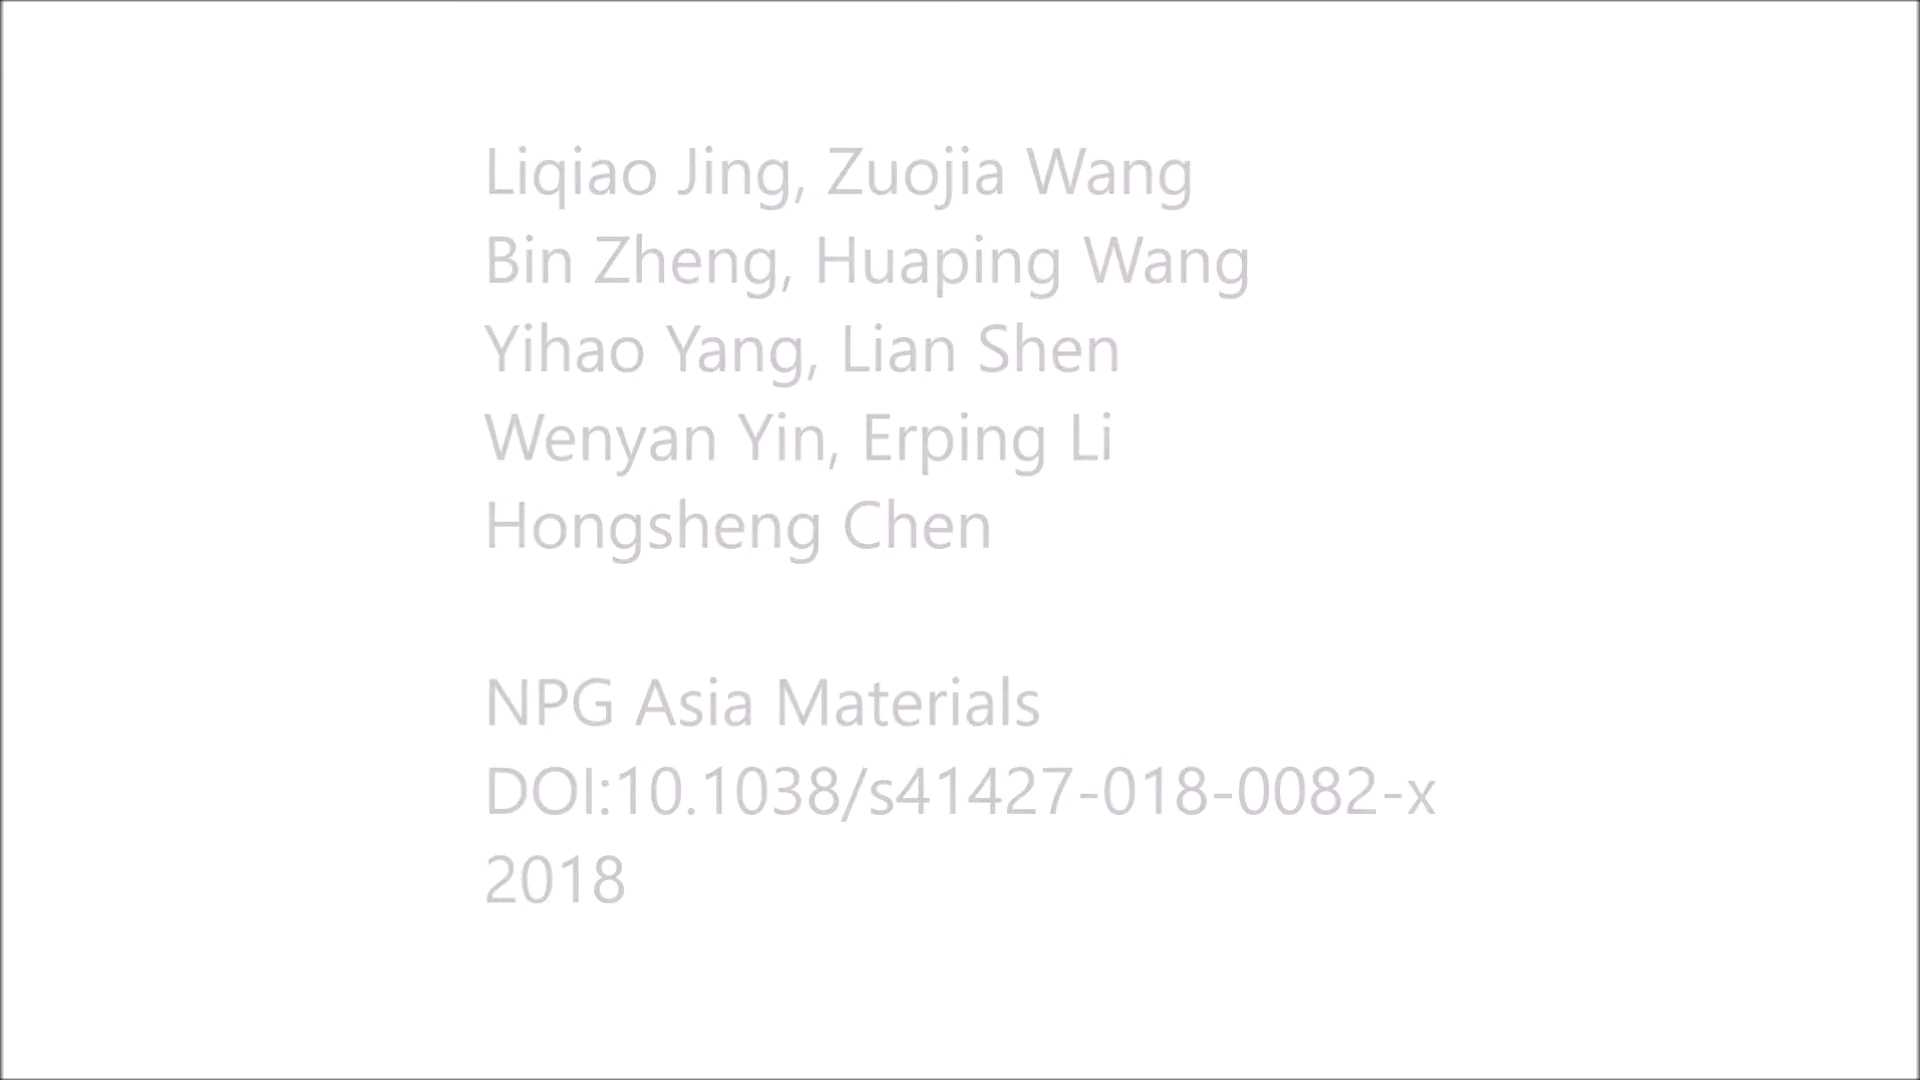 Liqiao Jing, Zuojia Wang
Bin Zheng, Huaping Wang
Yihao Yang, Lian Shen
Wenyan Yin, Erping Li
Hongsheng Chen
NPG Asia Materials
DOI:10.1038/s41427-018-0082-x
2018